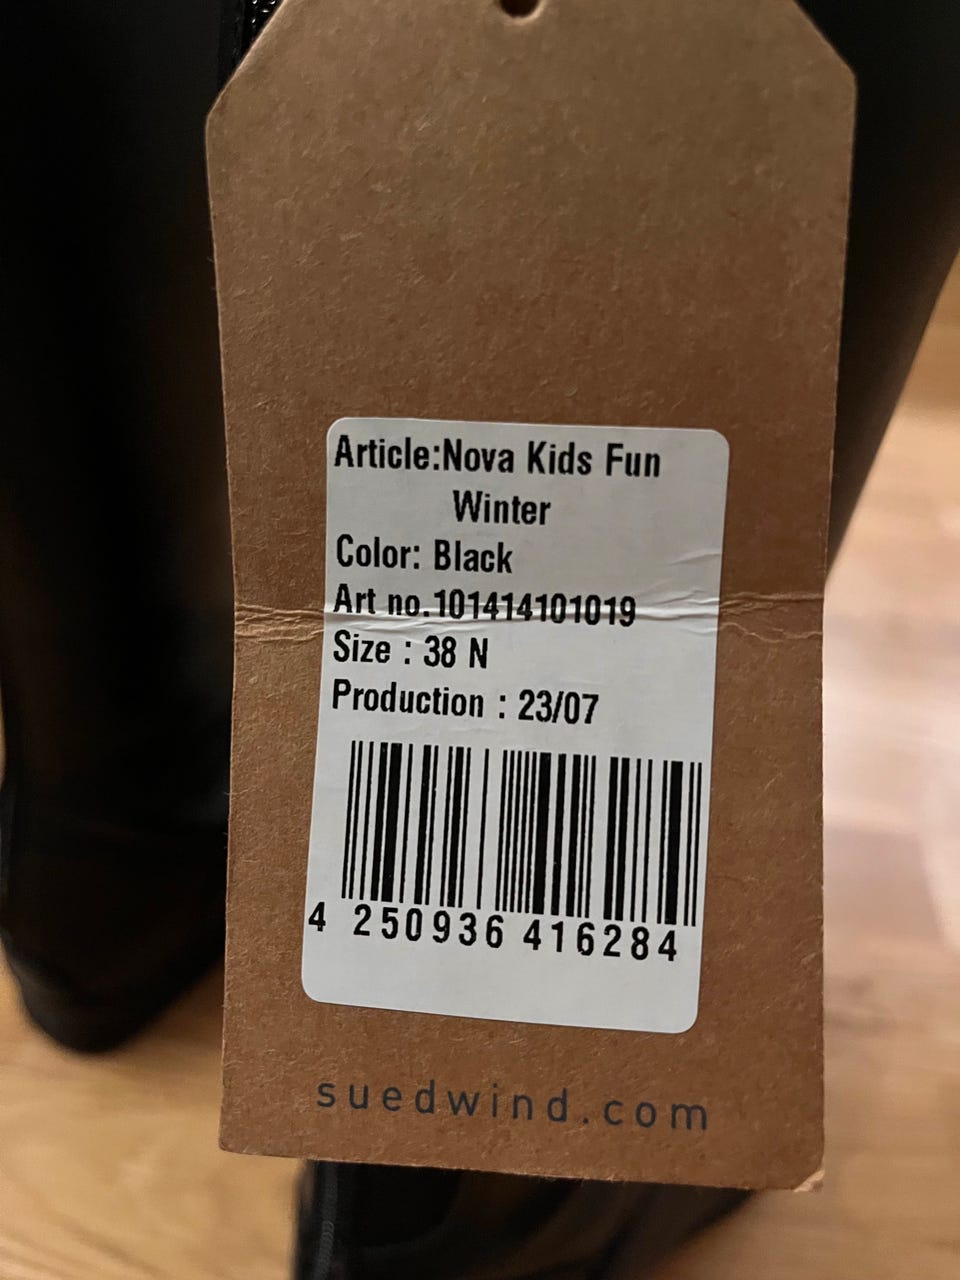 Article:Nova Kids Fun
Winter
Color: Black
Art no.101414101019
Size : 38 N
Production : 23/07
4 250936 416284
suedwind.com